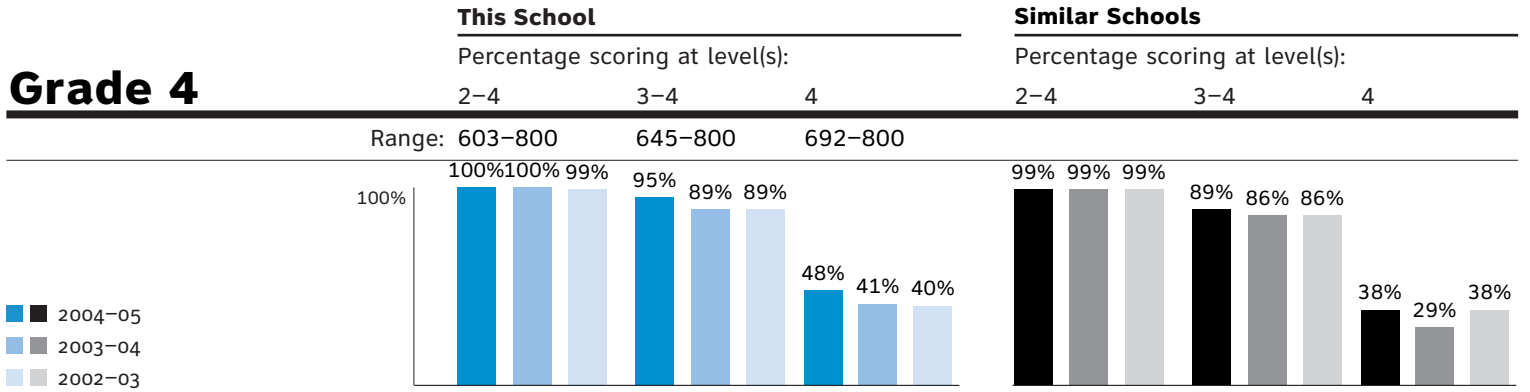 This School Similar Schools
Percentage scoring at level(s): Percentage scoring at level(s):
Grade 4 2–4 3–4 4 2–4 3–4 4
Range: 603–800 645–800 692–800
100% 100% 99% 95% 89% 89% 48% 41% 40% 99% 99% 99% 89% 86% 86% 38% 29% 38%
100%
2004–05
2003–04
2002–03